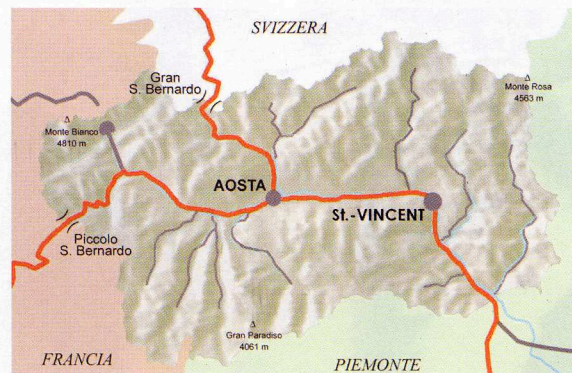 SVIZZERA
Gran
S. Bernardo
Monte Rosa
4563 m
Monte Bianco
4810 m
AOSTA
St.-VINCENT
Piccolo
S. Bernardo
Gran Paradiso
4061 m
FRANCIA
PIEMONTE